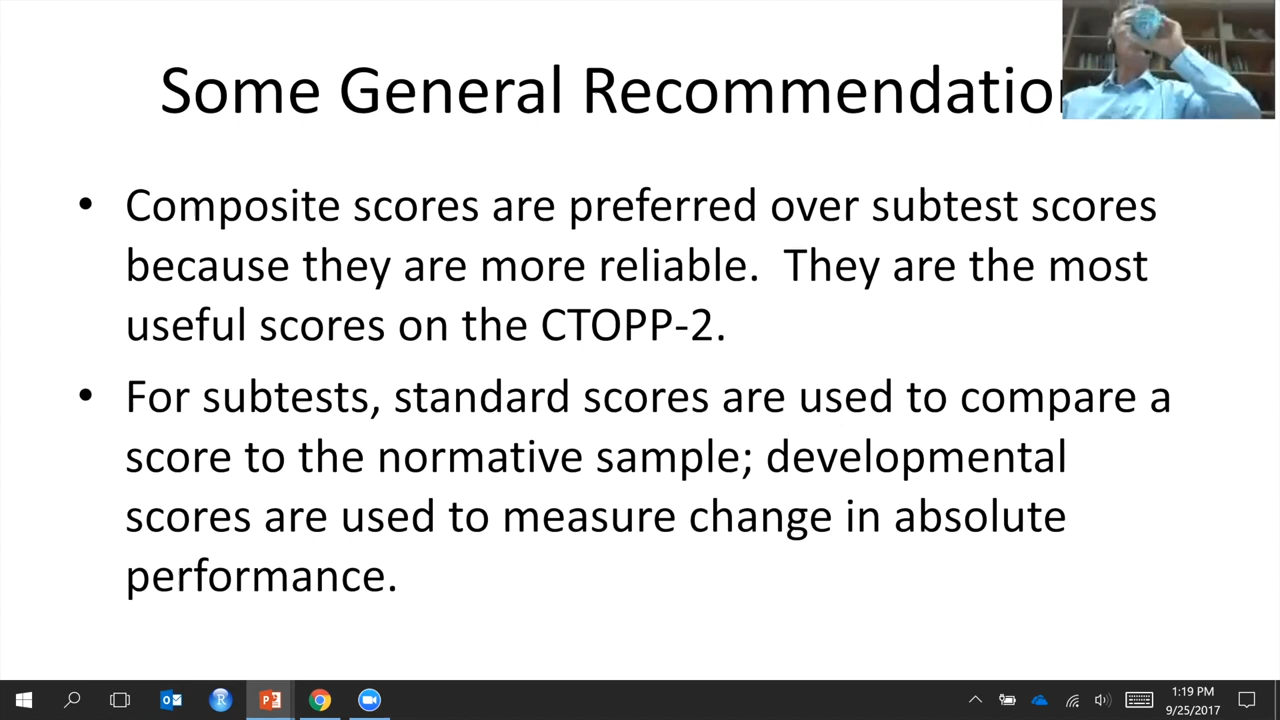 Some General Recommendation
• Composite scores are preferred over subtest scores
because they are more reliable.  They are the most
useful scores on the CTOPP-2.
• For subtests, standard scores are used to compare a
score to the normative sample; developmental
scores are used to measure change in absolute
performance.
1:19 PM
9/25/2017